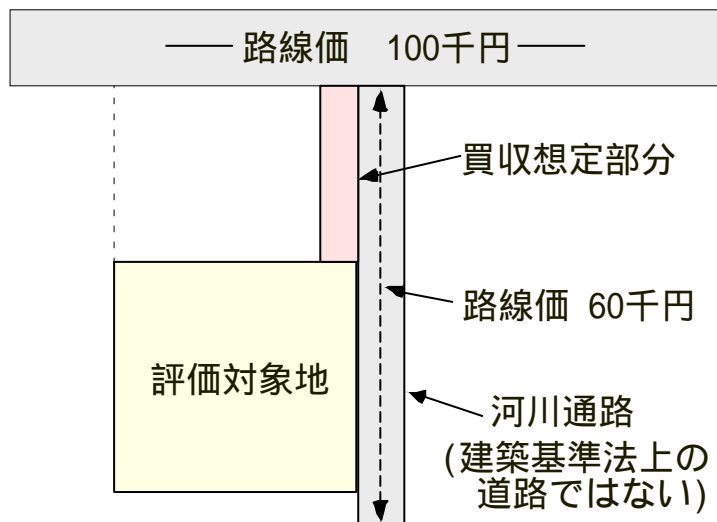 路線価 100千円
買収想定部分
路線価 60千円
評価対象地
河川通路
(建築基準法上の
道路ではない)